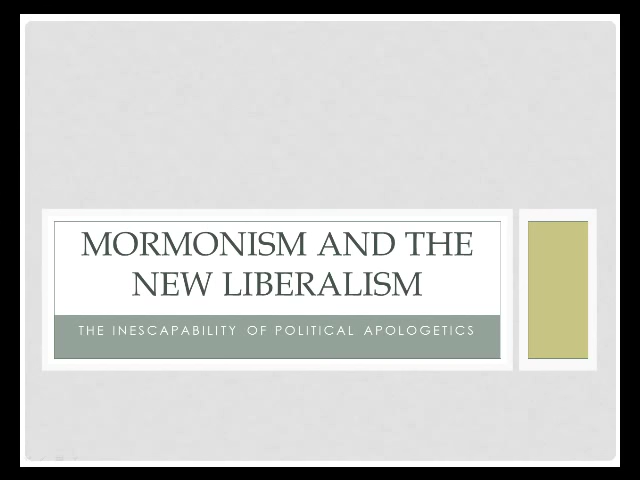 MORMONISM AND THE
NEW LIBERALISM
THE INESCAPABILITY OF POLITICAL APOLOGETICS